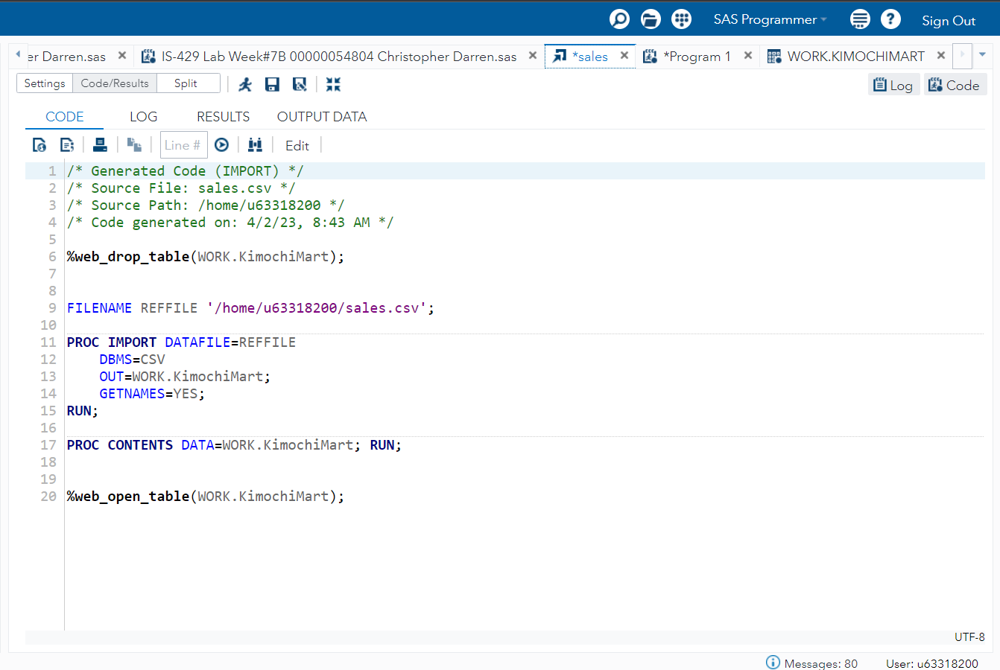 SAS Programmer
Sign Out
er Darren.sas
IS-429 Lab Week#7B 00000054804 Christopher Darren.sas
*sales
*Program 1
WORK.KIMOCHIMART
Settings
Code/Results
Split
Log
Code
CODE
LOG
RESULTS
OUTPUT DATA
Line #
Edit
1 /* Generated Code (IMPORT) */
2 /* Source File: sales.csv */
3 /* Source Path: /home/u63318200 */
4 /* Code generated on: 4/2/23, 8:43 AM */
5
6 %web_drop_table(WORK.KimochiMart);
7
8
9 FILENAME REFFILE '/home/u63318200/sales.csv';
10
11 PROC IMPORT DATAFILE=REFFILE
12 DBMS=CSV
13 OUT=WORK.KimochiMart;
14 GETNAMES=YES;
15 RUN;
16
17 PROC CONTENTS DATA=WORK.KimochiMart; RUN;
18
19
20 %web_open_table(WORK.KimochiMart);
UTF-8
Messages: 80
User: u63318200